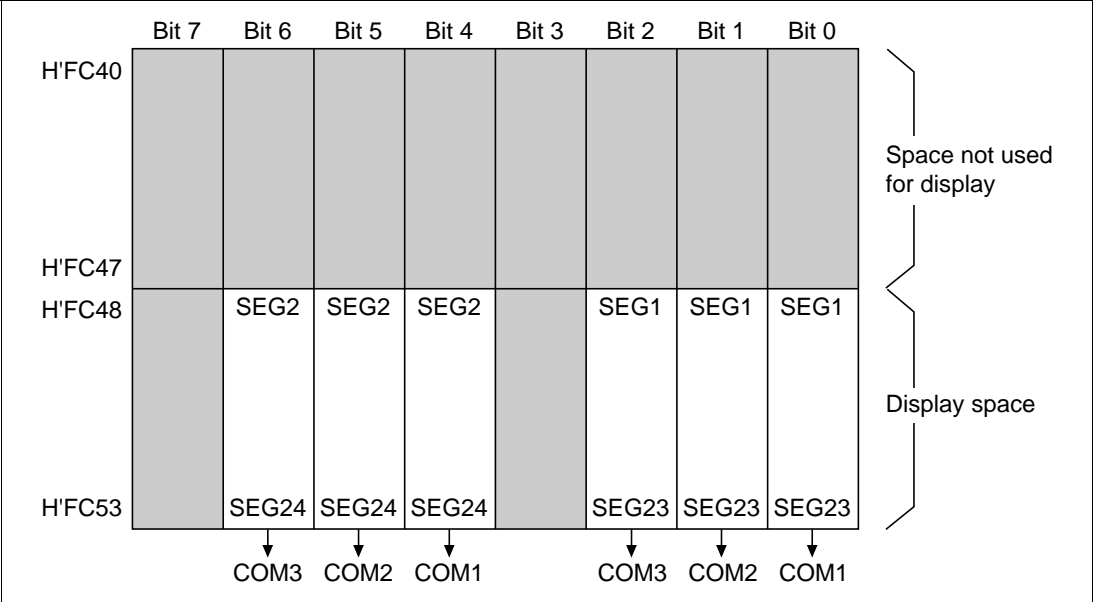 Bit 7 Bit 6 Bit 5 Bit 4 Bit 3 Bit 2 Bit 1 Bit 0
H'FC40
Space not used
for display
H'FC47
H'FC48 SEG2 SEG2 SEG2 SEG1 SEG1 SEG1
Display space
H'FC53 SEG24 SEG24 SEG24 SEG23 SEG23 SEG23
COM3 COM2 COM1 COM3 COM2 COM1